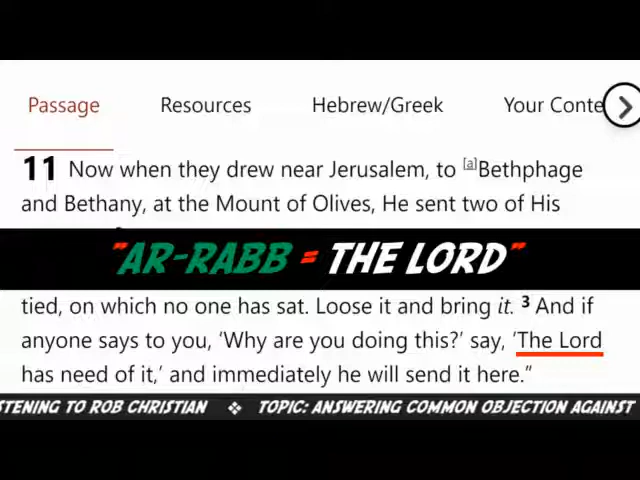 Passage Resources Hebrew/Greek Your Conte
11 Now when they drew near Jerusalem, to [a]Bethphage
and Bethany, at the Mount of Olives, He sent two of His
"AR-RABB = THE LORD"
tied, on which no one has sat. Loose it and bring it. 3 And if
anyone says to you, ‘Why are you doing this?’ say, ‘The Lord
has need of it,’ and immediately he will send it here.”
STENING TO ROB CHRISTIAN ❖ TOPIC: ANSWERING COMMON OBJECTION AGAINST